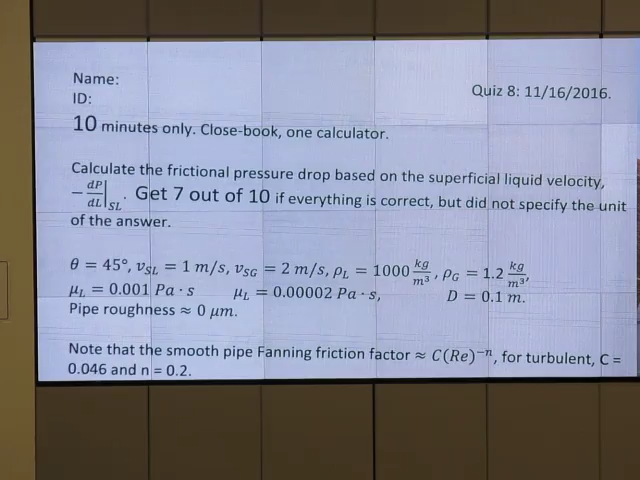 Name:
Quiz 8: 11/16/2016.
ID:
10 minutes only. Close-book, one calculator.
Calculate the frictional pressure drop based on the superficial liquid velocity,
−dP/dL|SL. Get 7 out of 10 if everything is correct, but did not specify the unit
of the answer.
θ = 45°, vSL = 1 m/s, vSG = 2 m/s, ρL = 1000 kg/m³, ρG = 1.2 kg/m³,
μL = 0.001 Pa · s μL = 0.00002 Pa · s, D = 0.1 m.
Pipe roughness ≈ 0 μm.
Note that the smooth pipe Fanning friction factor ≈ C(Re)⁻ⁿ, for turbulent, C =
0.046 and n = 0.2.